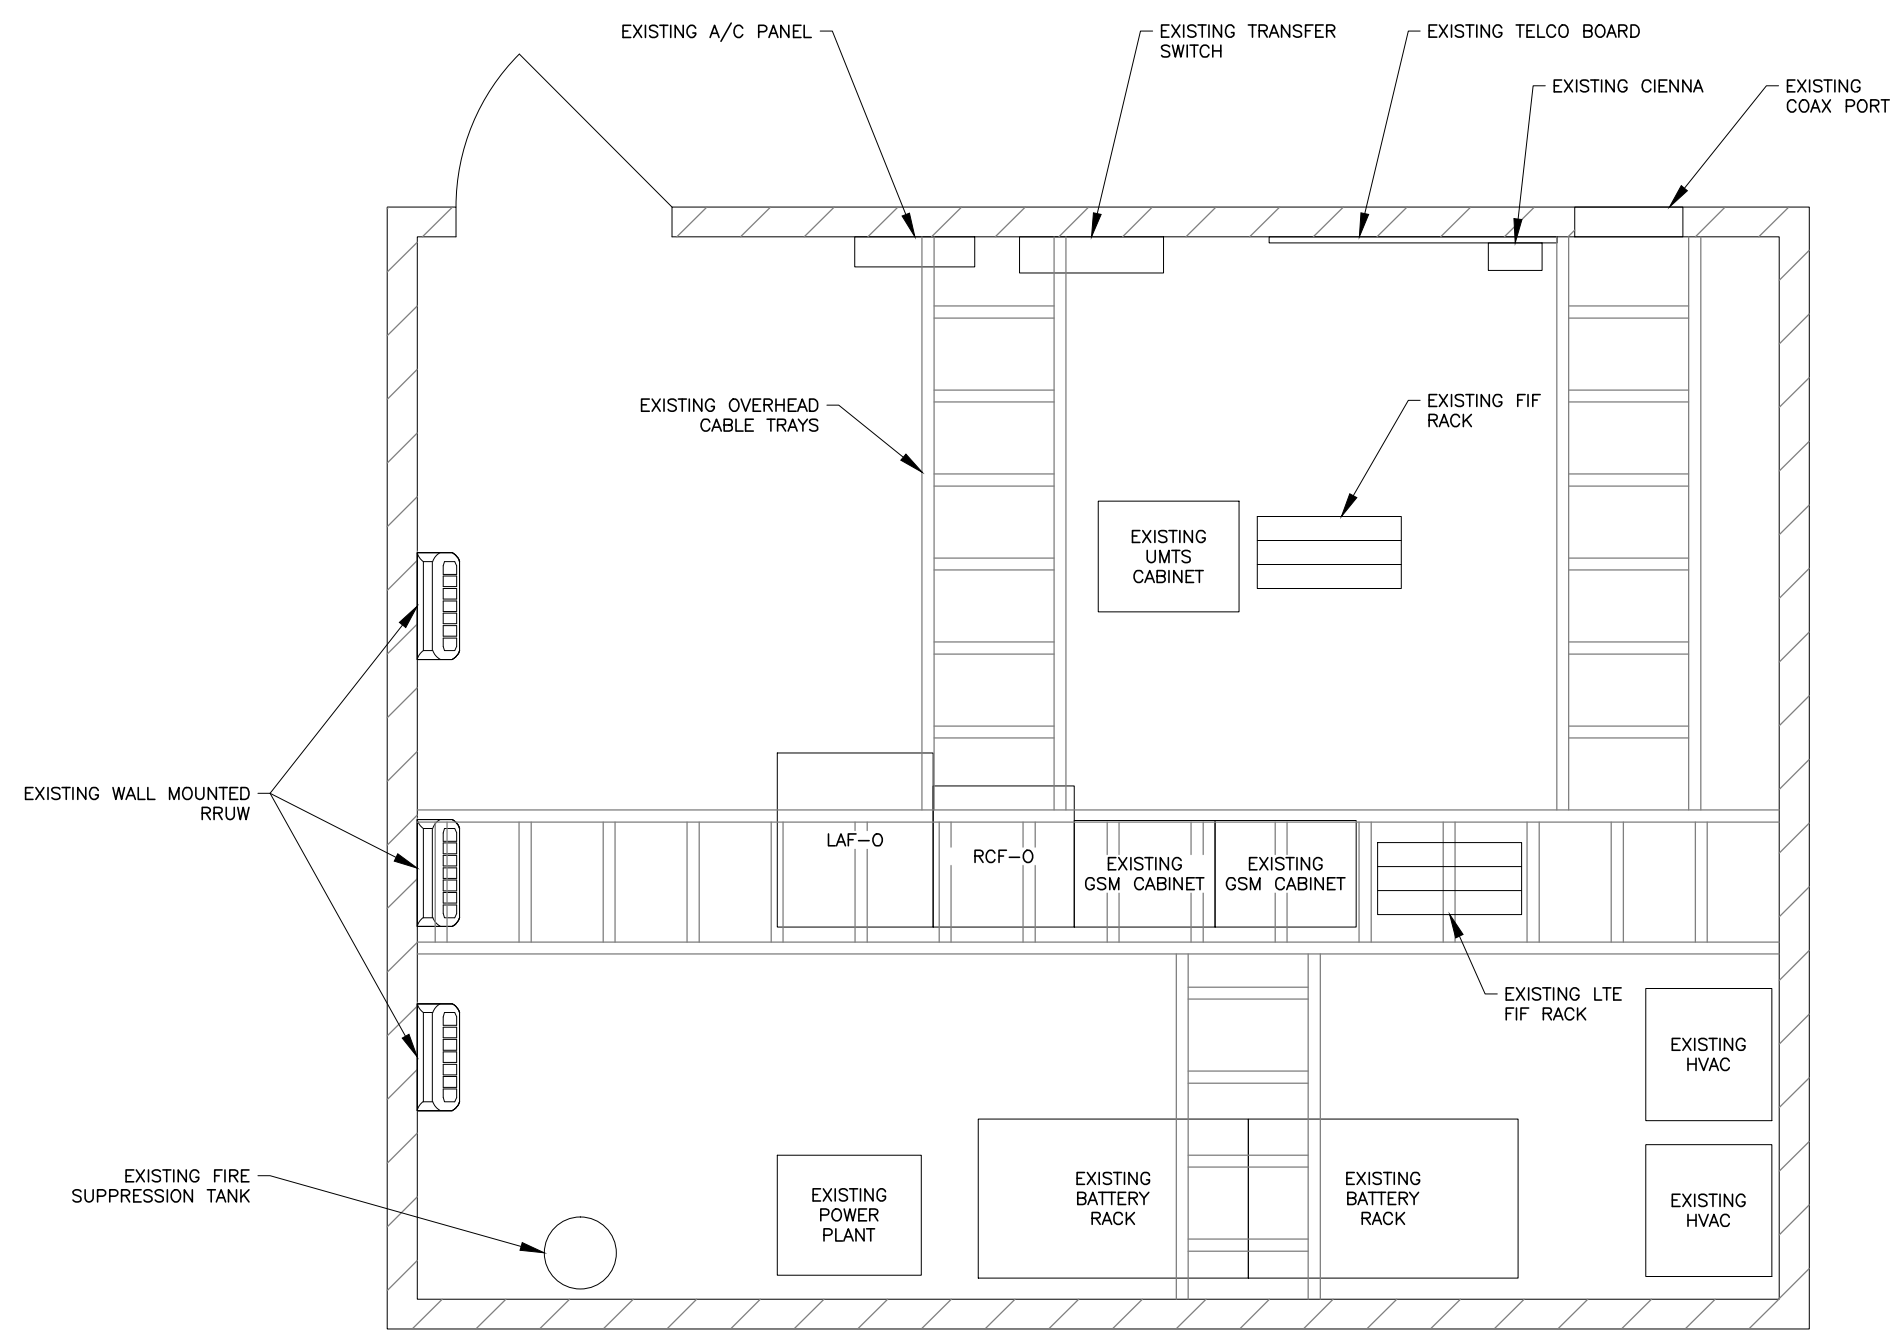 EXISTING A/C PANEL
EXISTING TRANSFER
SWITCH
EXISTING TELCO BOARD
EXISTING CIENNA
EXISTING
COAX PORT
EXISTING OVERHEAD
CABLE TRAYS
EXISTING FIF
RACK
EXISTING
UMTS
CABINET
EXISTING WALL MOUNTED
RRUW
LAF-O
RCF-O
EXISTING
GSM CABINET
EXISTING
GSM CABINET
EXISTING LTE
FIF RACK
EXISTING
HVAC
EXISTING FIRE
SUPPRESSION TANK
EXISTING
POWER
PLANT
EXISTING
BATTERY
RACK
EXISTING
BATTERY
RACK
EXISTING
HVAC